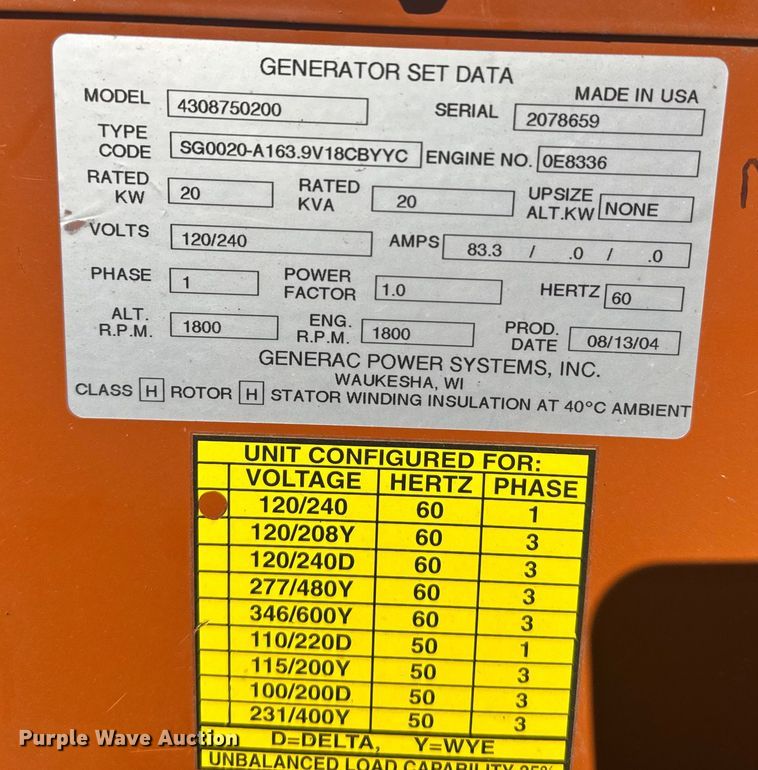 GENERATOR SET DATA
MADE IN USA
MODEL 4308750200 SERIAL 2078659
TYPE CODE SG0020-A163.9V18CBYYC ENGINE NO. 0E8336
RATED KW 20 RATED KVA 20 UPSIZE ALT.KW NONE
VOLTS 120/240 AMPS 83.3 / .0 / .0
PHASE 1 POWER FACTOR 1.0 HERTZ 60
ALT. R.P.M. 1800 ENG. R.P.M. 1800 PROD. DATE 08/13/04
GENERAC POWER SYSTEMS, INC.
WAUKESHA, WI
CLASS H ROTOR H STATOR WINDING INSULATION AT 40°C AMBIENT
UNIT CONFIGURED FOR:
VOLTAGE HERTZ PHASE
120/240 60 1
120/208Y 60 3
120/240D 60 3
277/480Y 60 3
346/600Y 60 3
110/220D 50 1
115/200Y 50 3
100/200D 50 3
231/400Y 50 3
D=DELTA, Y=WYE
UNBALANCED LOAD CAPABILITY 25%
Purple Wave Auction